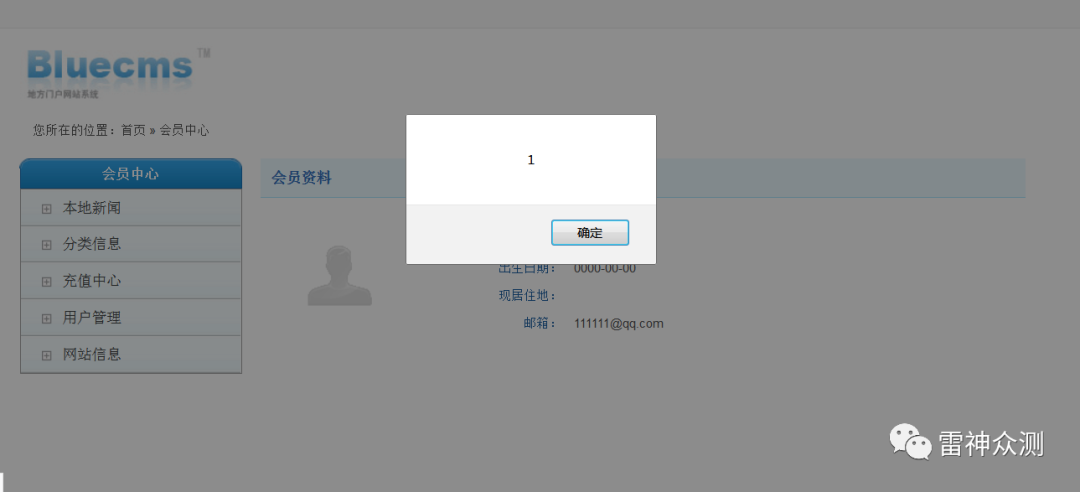 Bluecms™
地方门户网站系统
您所在的位置：首页 » 会员中心
会员中心
本地新闻
分类信息
充值中心
用户管理
网站信息
会员资料
1
确定
出生日期： 0000-00-00
现居住地：
邮箱： 111111@qq.com
雷神众测